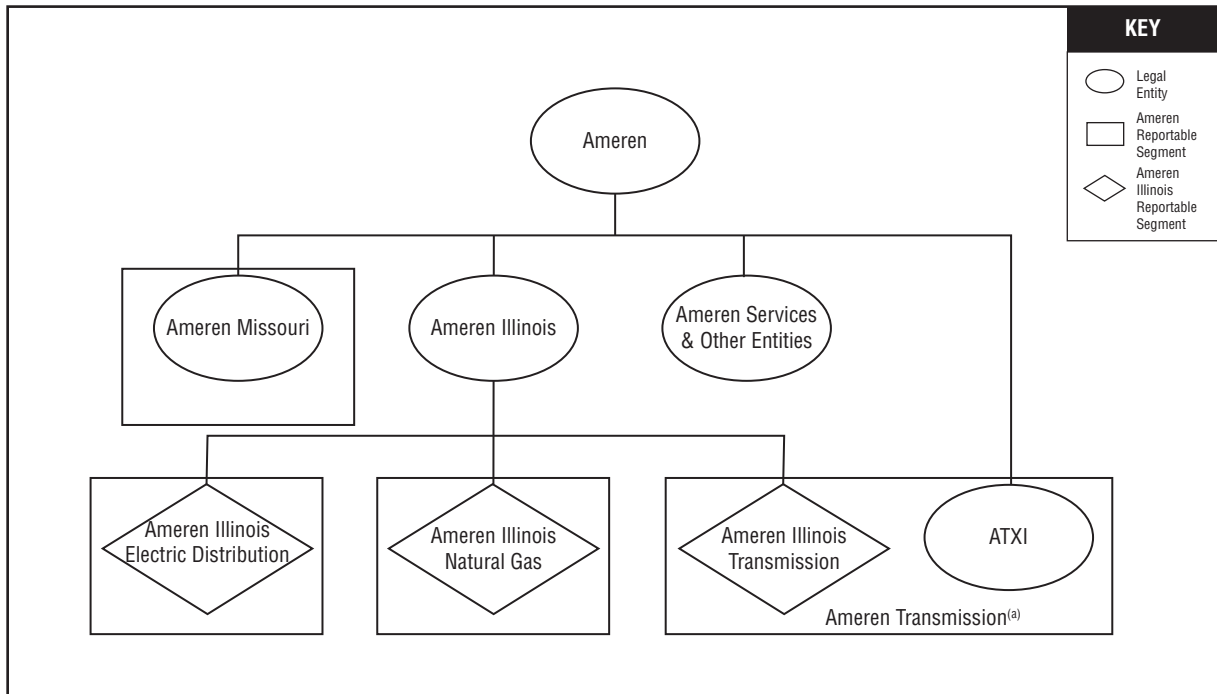 KEY
Legal
Entity
Ameren
Reportable
Segment
Ameren
Illinois
Reportable
Segment
Ameren
Ameren Missouri
Ameren Illinois
Ameren Services
& Other Entities
Ameren Illinois
Electric Distribution
Ameren Illinois
Natural Gas
Ameren Illinois
Transmission
ATXI
Ameren Transmission(a)